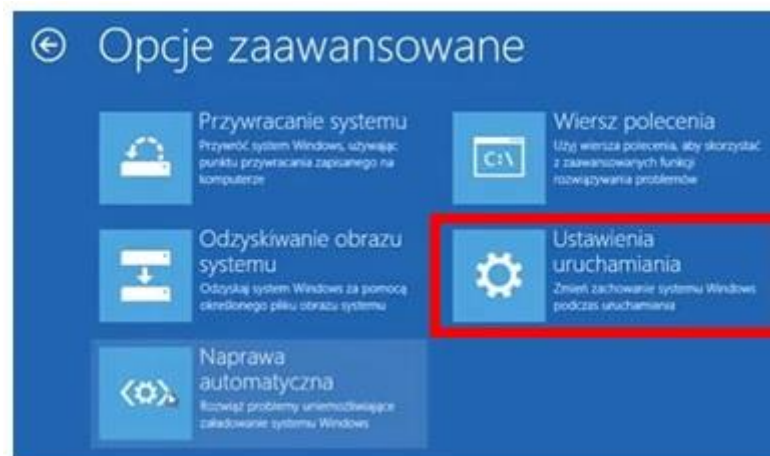 Opcje zaawansowane
Przywracanie systemu
Przywróć system Windows, używając
punktu przywracania zapisanego na
komputerze
Odzyskiwanie obrazu
systemu
Odzyskaj system Windows za pomocą
określonego pliku obrazu systemu
Naprawa
automatyczna
Rozwiąż problemy uniemożliwiające
załadowanie systemu Windows
Wiersz polecenia
Użyj wiersza polecenia, aby skorzystać
z zaawansowanych funkcji
rozwiązywania problemów
C:\
Ustawienia
uruchamiania
Zmień zachowanie systemu Windows
podczas uruchamiania